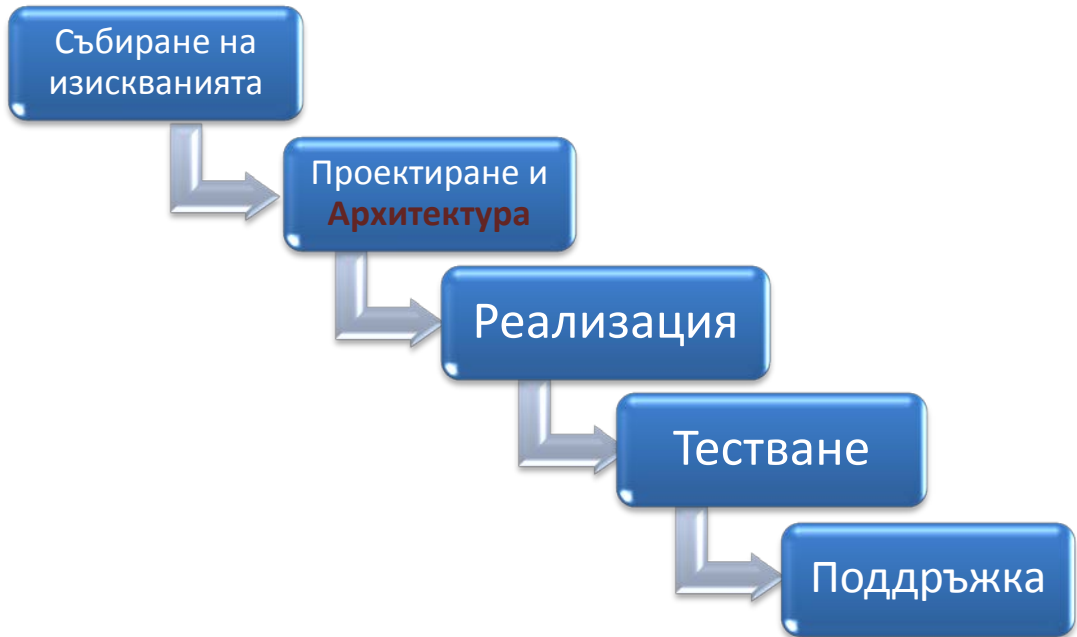 Събиране на
изискванията
Проектиране и
Архитектура
Реализация
Тестване
Поддръжка